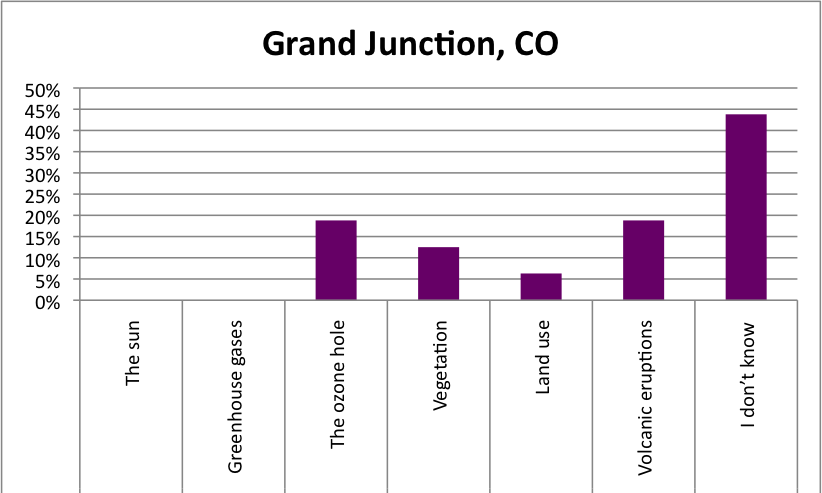 Grand Junction, CO
50%
45%
40%
35%
30%
25%
20%
15%
10%
5%
0%
The sun
Greenhouse gases
The ozone hole
Vegetation
Land use
Volcanic eruptions
I don’t know